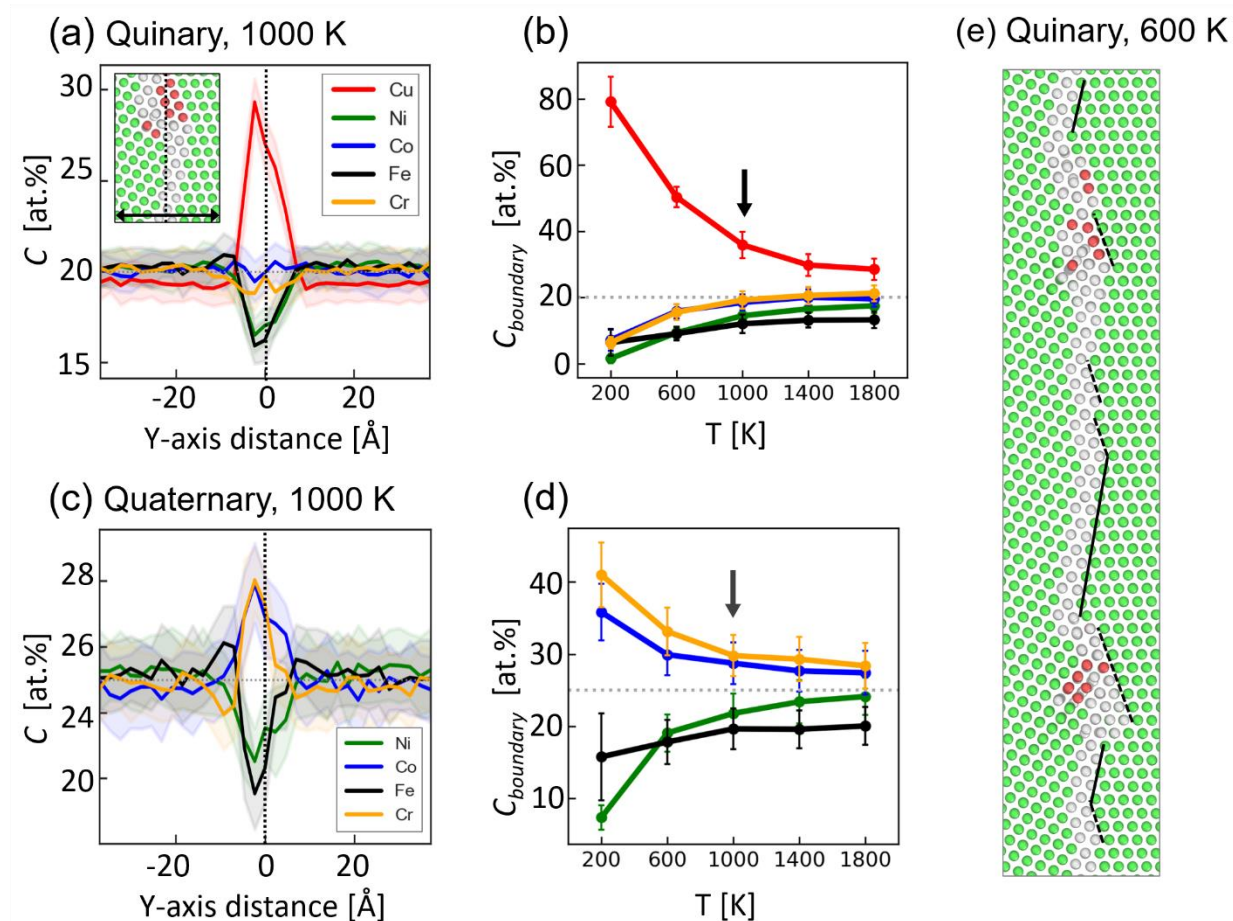 (a) Quinary, 1000 K
C [at.%]
30
25
20
15
Cu
Ni
Co
Fe
Cr
-20 0 20
Y-axis distance [Å]
(b)
C_boundary [at.%]
80
60
40
20
0
200 600 1000 1400 1800
T [K]
(c) Quaternary, 1000 K
C [at.%]
28
26
24
20
Ni
Co
Fe
Cr
-20 0 20
Y-axis distance [Å]
(d)
C_boundary [at.%]
40
30
20
10
200 600 1000 1400 1800
T [K]
(e) Quinary, 600 K